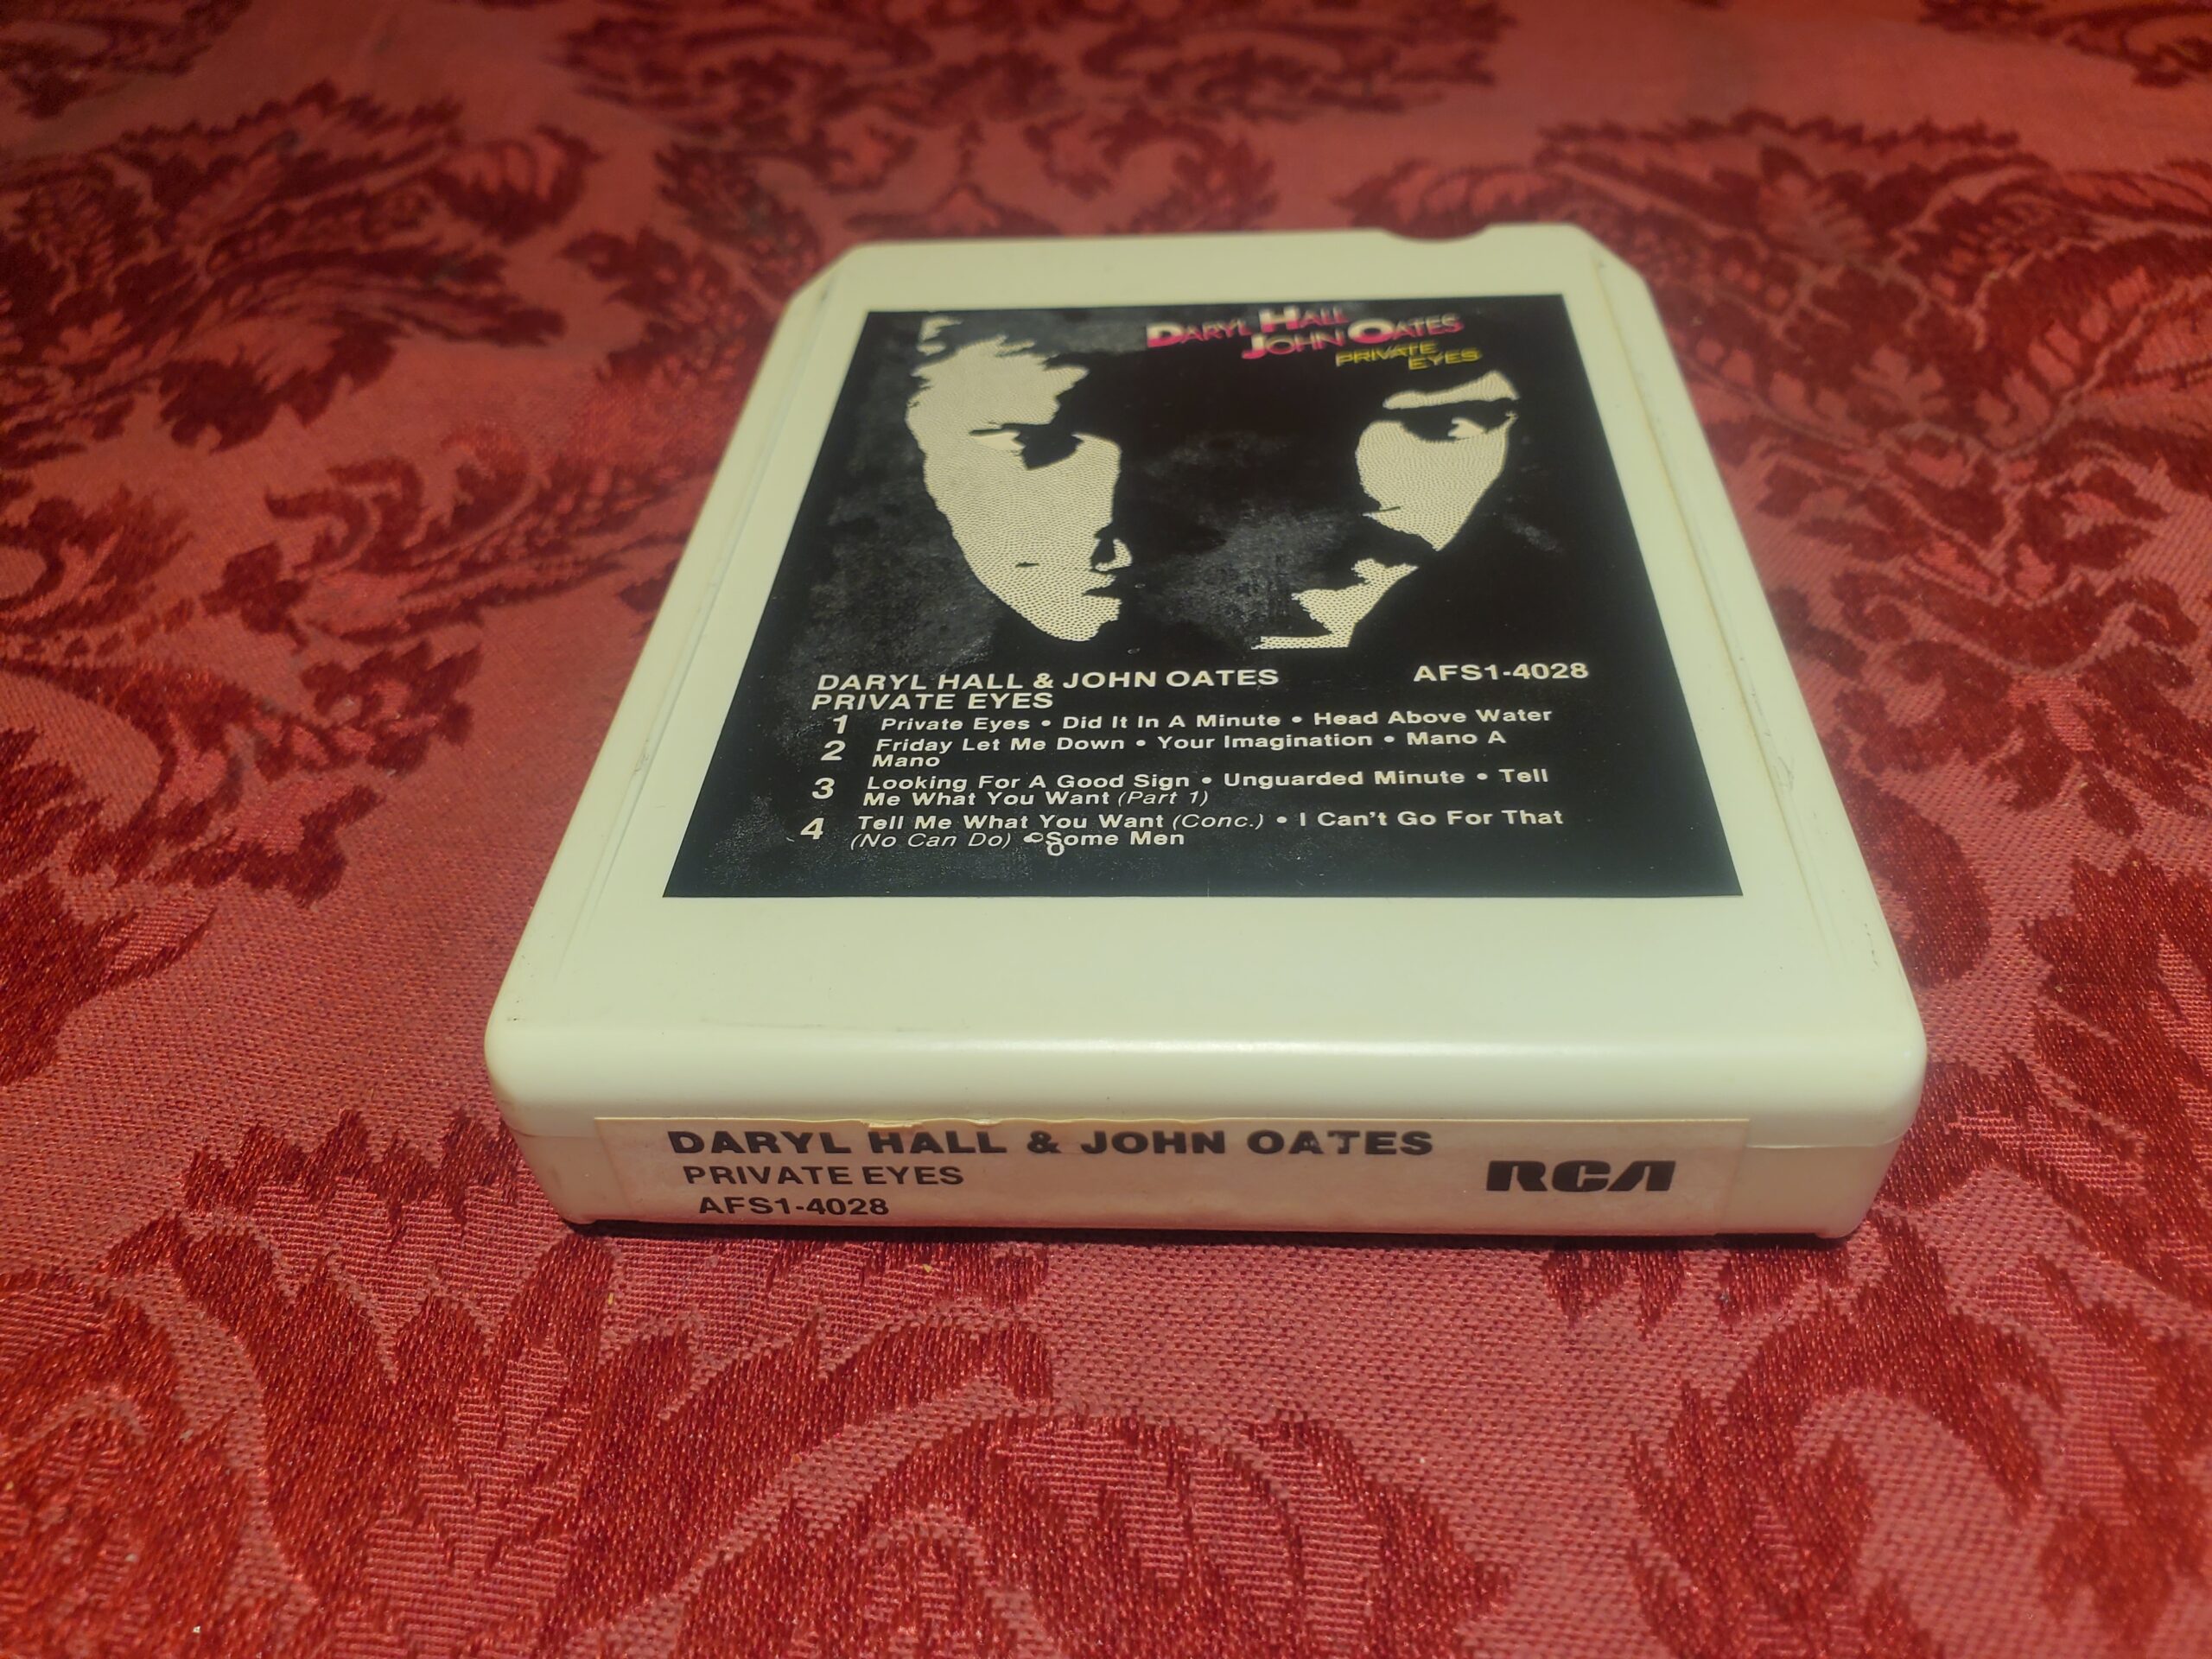 DARYL HALL
JOHN OATES
PRIVATE
EYES
DARYL HALL & JOHN OATES AFS1-4028
PRIVATE EYES
1 Private Eyes • Did It In A Minute • Head Above Water
2 Friday Let Me Down • Your Imagination • Mano A
Mano
3 Looking For A Good Sign • Unguarded Minute • Tell
Me What You Want (Part 1)
4 Tell Me What You Want (Conc.) • I Can't Go For That
(No Can Do) • Some Men
DARYL HALL & JOHN OATES
PRIVATE EYES
AFS1-4028
RCA